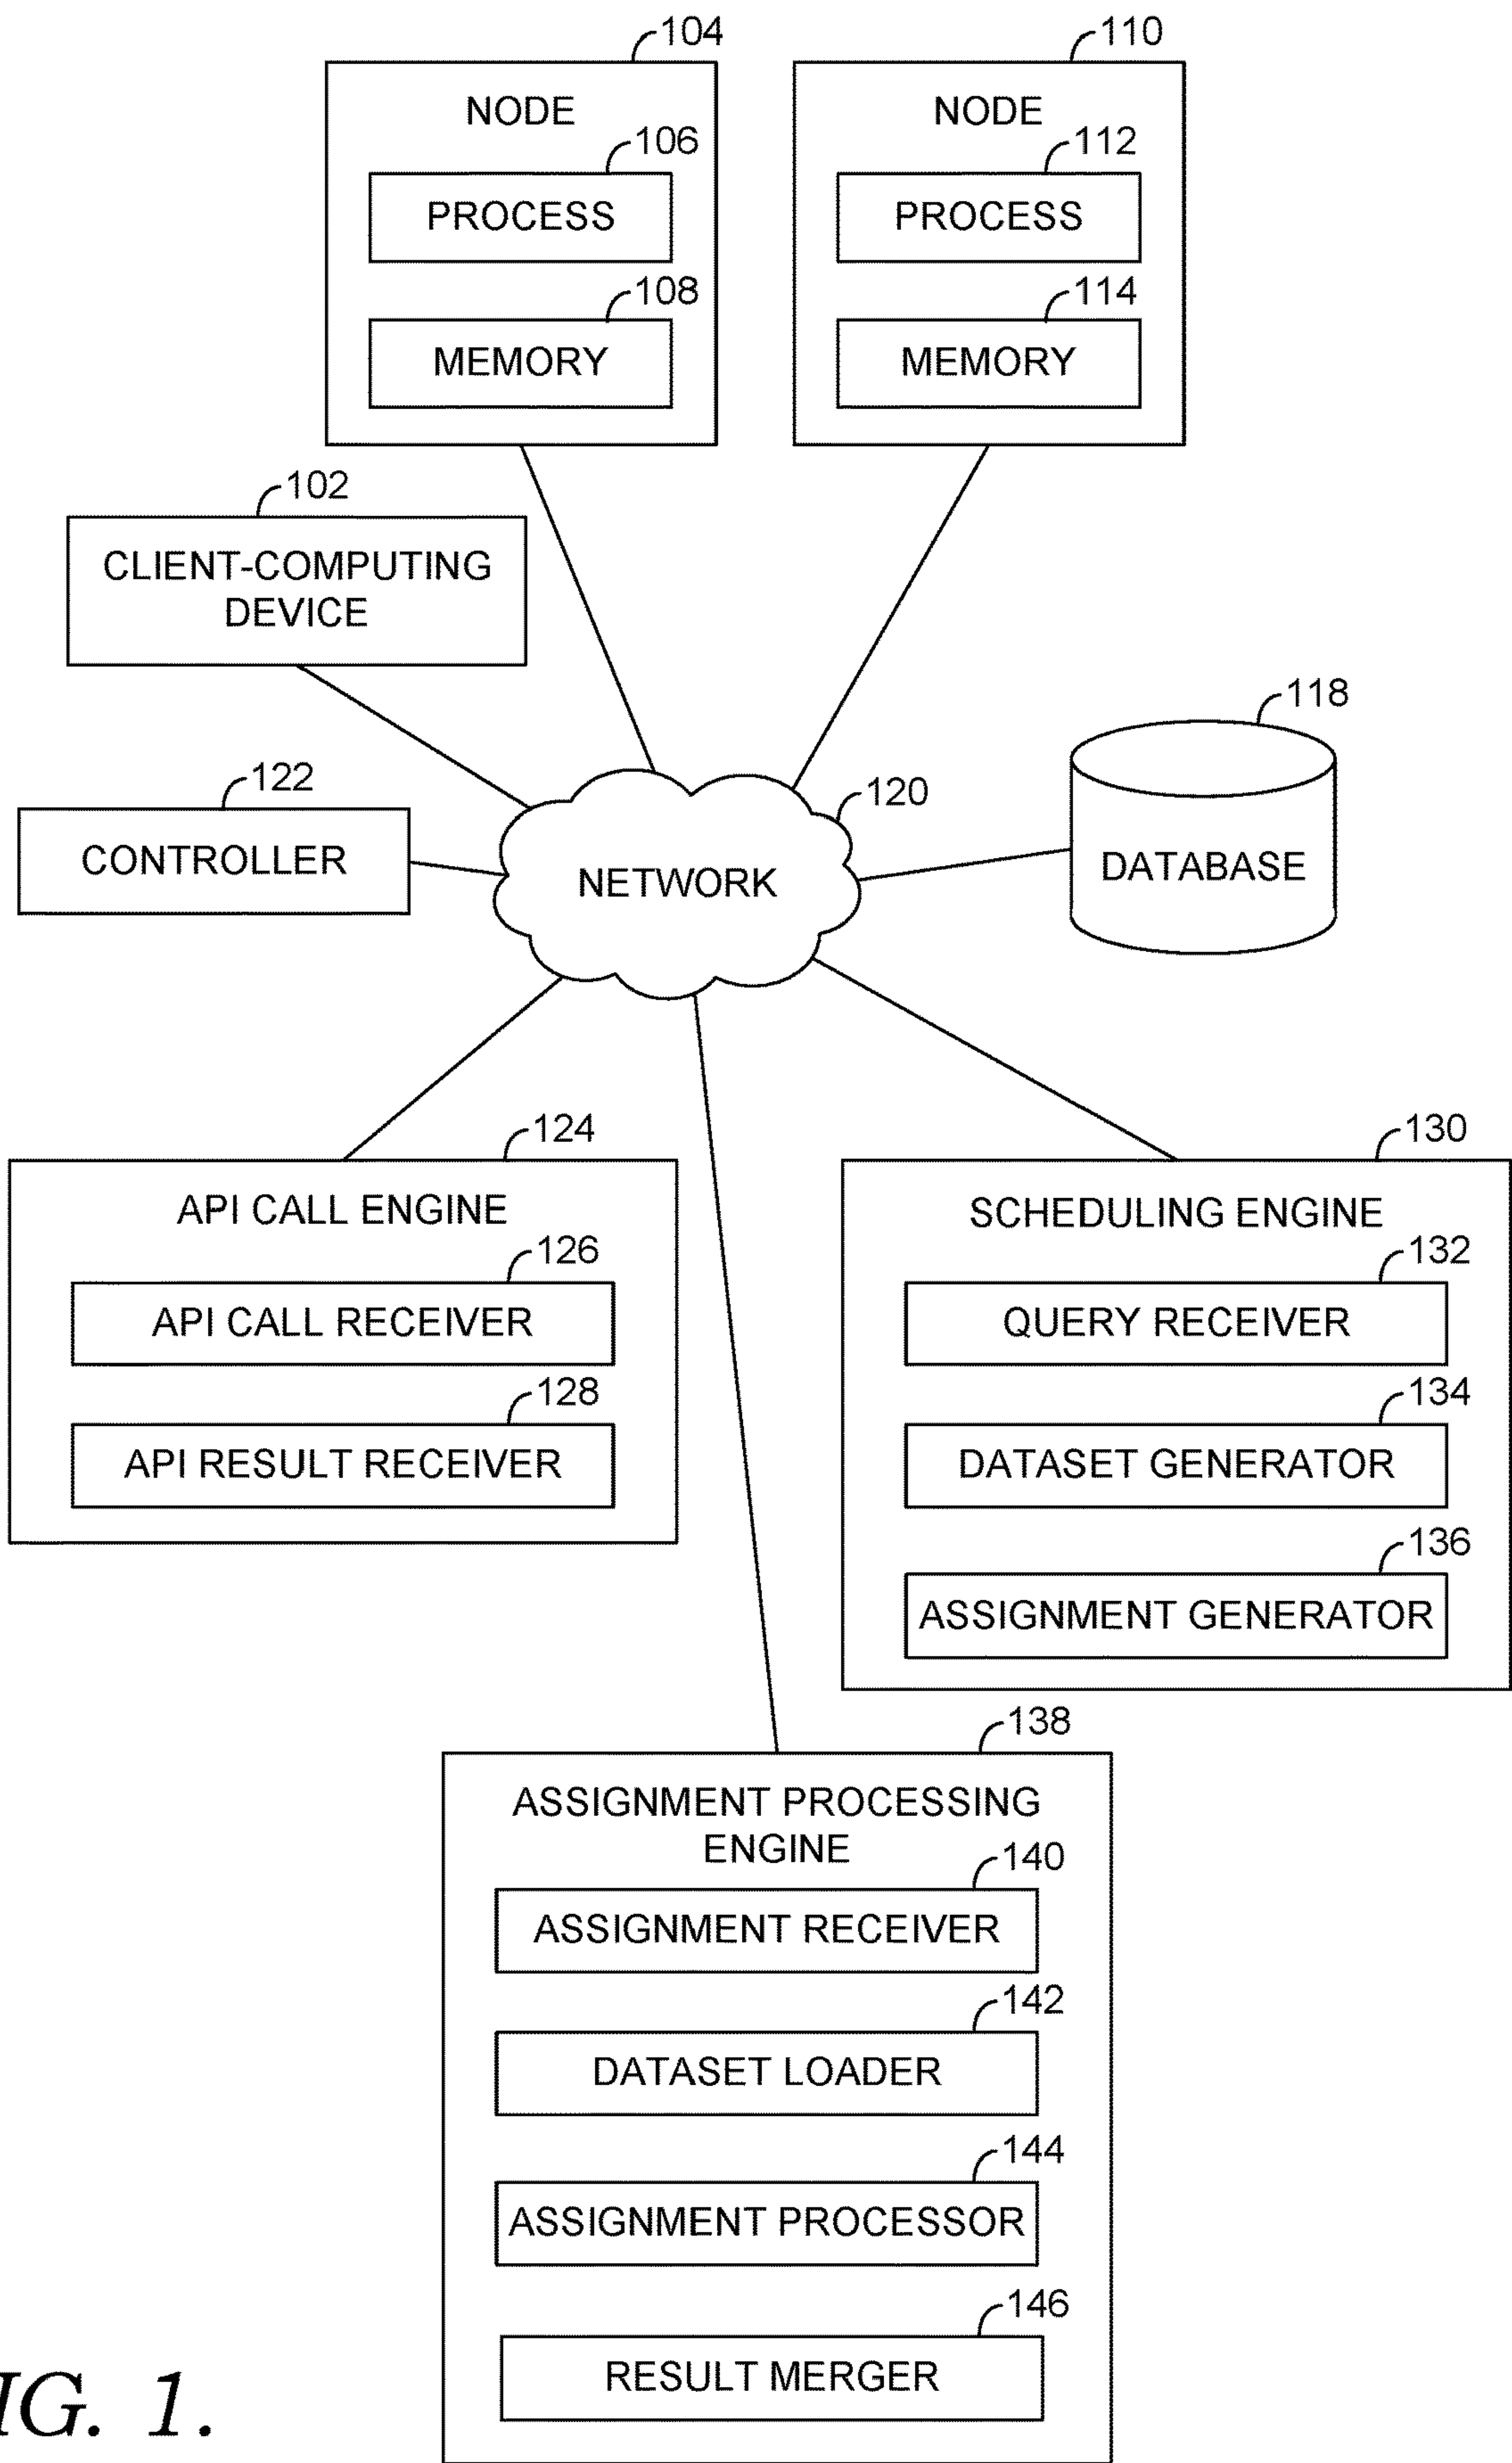 104
NODE
106
PROCESS
108
MEMORY
110
NODE
112
PROCESS
114
MEMORY
102
CLIENT-COMPUTING
DEVICE
122
CONTROLLER
120
NETWORK
118
DATABASE
124
API CALL ENGINE
126
API CALL RECEIVER
128
API RESULT RECEIVER
130
SCHEDULING ENGINE
132
QUERY RECEIVER
134
DATASET GENERATOR
136
ASSIGNMENT GENERATOR
138
ASSIGNMENT PROCESSING
ENGINE
140
ASSIGNMENT RECEIVER
142
DATASET LOADER
144
ASSIGNMENT PROCESSOR
146
RESULT MERGER
IG. 1.